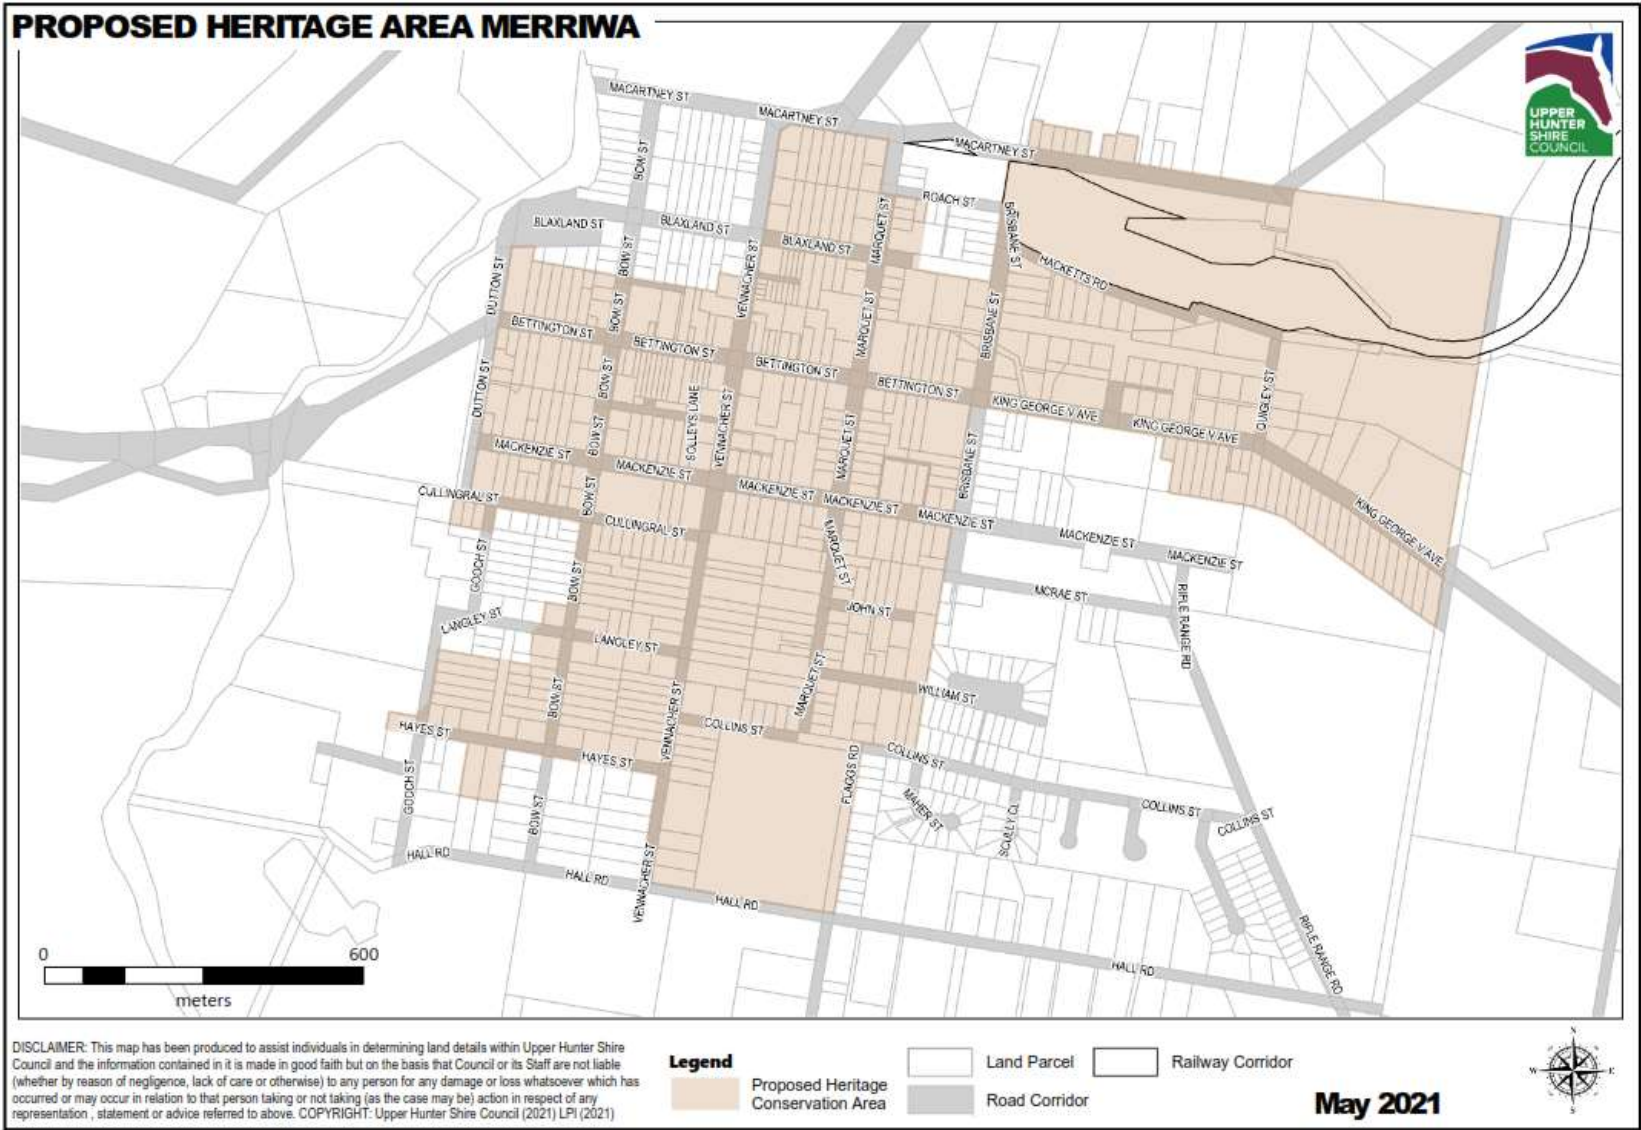 PROPOSED HERITAGE AREA MERRIWA
UPPER
HUNTER
SHIRE
COUNCIL
MACARTNEY ST
MACARTNEY ST
MACARTNEY ST
BOW ST
ROACH ST
BLAXLAND ST
BLAXLAND ST
BLAXLAND ST
MARQUET ST
BRISBANE ST
BOW ST
VENNACHER ST
HACKETTS RD
DUTTON ST
BOW ST
MARQUET ST
BRISBANE ST
BETTINGTON ST
BETTINGTON ST
BETTINGTON ST
BETTINGTON ST
DUTTON ST
BOW ST
SOLLEYS LANE
VENNACHER ST
KING GEORGE V AVE
KING GEORGE V AVE
QUIGLEY ST
BOW ST
MARQUET ST
BRISBANE ST
MACKENZIE ST
MACKENZIE ST
MACKENZIE ST
MACKENZIE ST
MACKENZIE ST
MACKENZIE ST
MACKENZIE ST
KING GEORGE V AVE
CULLINGRAL ST
BOW ST
CULLINGRAL ST
MARQUET ST
GOOCH ST
BOW ST
MCRAE ST
JOHN ST
RIFLE RANGE RD
LANGLEY ST
LANGLEY ST
BOW ST
VENNACHER ST
MARQUET ST
WILLIAM ST
HAYES ST
COLLINS ST
HAYES ST
COLLINS ST
GOOCH ST
FLAGGS RD
MAHER ST
SCULLY CL
COLLINS ST
COLLINS ST
BOW ST
HALL RD
HALL RD
VENNACHER ST
HALL RD
HALL RD
RIFLE RANGE RD
0 600
meters
DISCLAIMER: This map has been produced to assist individuals in determining land details within Upper Hunter Shire
Council and the information contained in it is made in good faith but on the basis that Council or its Staff are not liable
(whether by reason of negligence, lack of care or otherwise) to any person for any damage or loss whatsoever which has
occurred or may occur in relation to that person taking or not taking (as the case may be) action in respect of any
representation , statement or advice referred to above. COPYRIGHT: Upper Hunter Shire Council (2021) LPI (2021)
Legend
Proposed Heritage
Conservation Area
Land Parcel
Road Corridor
Railway Corridor
May 2021
N
W E
S